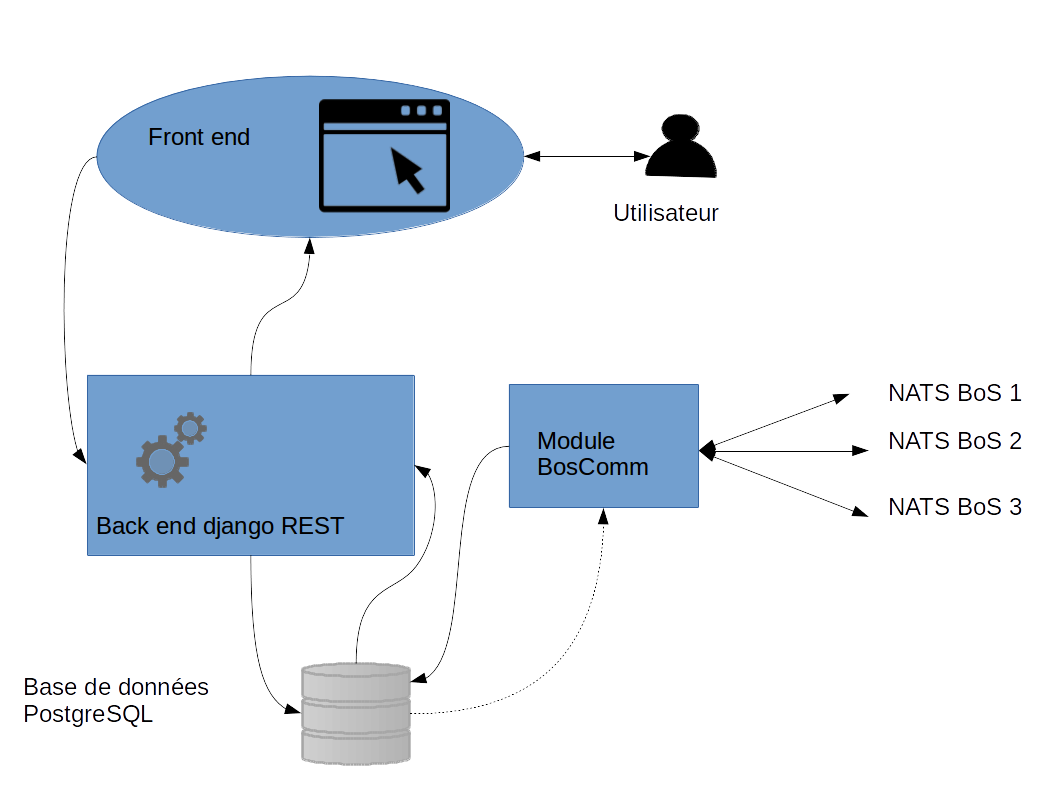 Front end
Utilisateur
NATS BoS 1
Module
BosComm
NATS BoS 2
NATS BoS 3
Back end django REST
Base de données
PostgreSQL